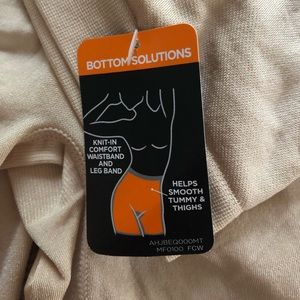 BOTTOM SOLUTIONS
KNIT-IN
COMFORT
WAISTBAND
AND
LEG BAND
HELPS
SMOOTH
TUMMY &
THIGHS
AHJBEQ000MT
MF0100 FCW